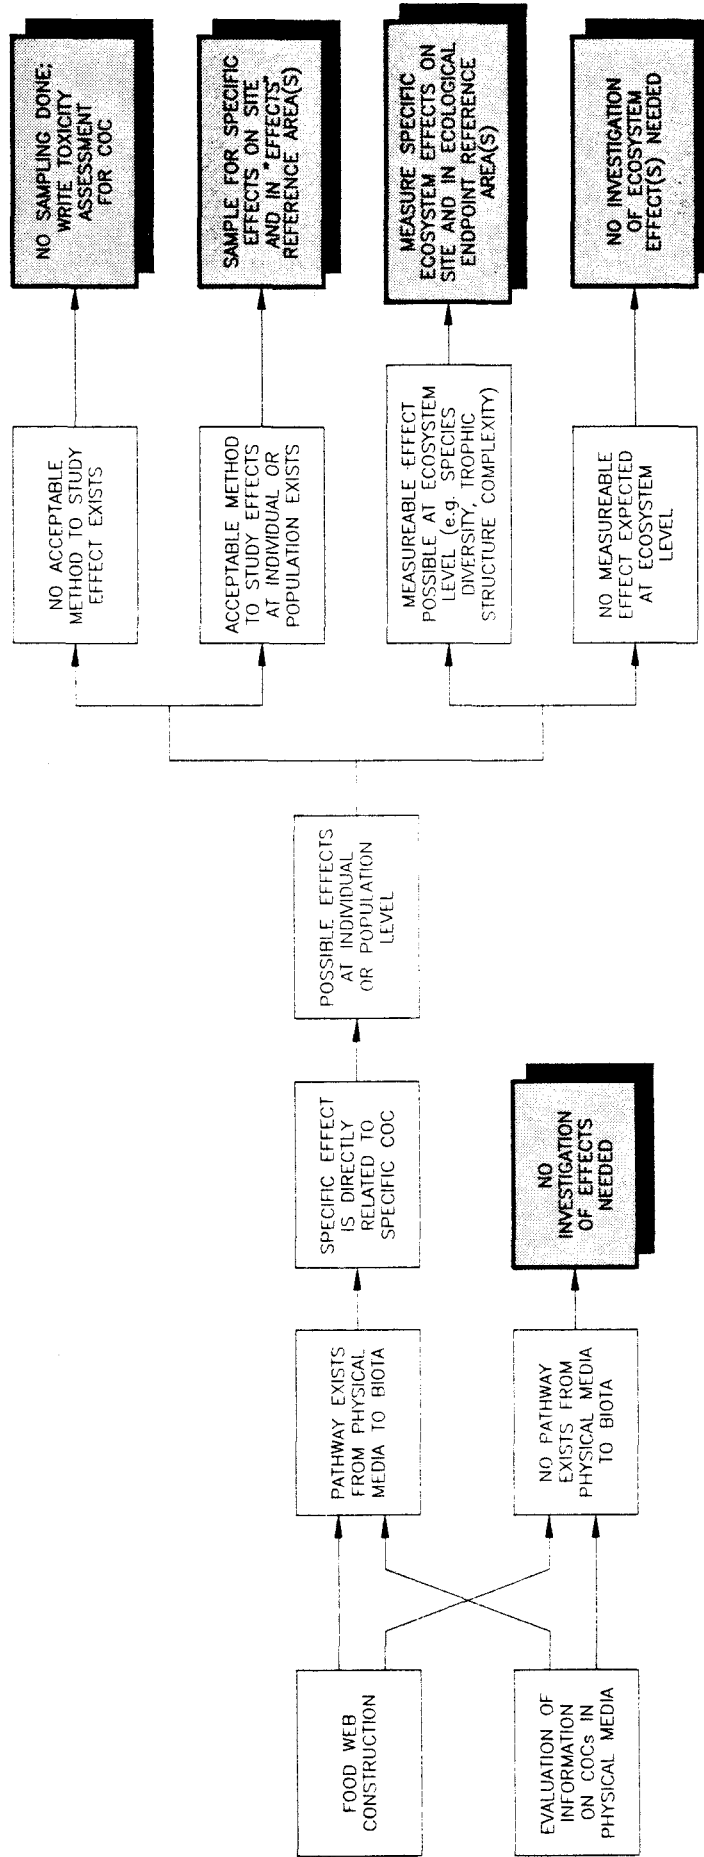 FOOD WEB
CONSTRUCTION
EVALUATION OF
INFORMATION
ON COCs IN
PHYSICAL MEDIA
PATHWAY EXISTS
FROM PHYSICAL
MEDIA TO BIOTA
NO PATHWAY
EXISTS FROM
PHYSICAL MEDIA
TO BIOTA
SPECIFIC EFFECT
IS DIRECTLY
RELATED TO
SPECIFIC COC
NO
INVESTIGATION
OF EFFECTS
NEEDED
POSSIBLE EFFECTS
AT INDIVIDUAL
OR POPULATION
LEVEL
NO ACCEPTABLE
METHOD TO STUDY
EFFECT EXISTS
ACCEPTABLE METHOD
TO STUDY EFFECTS
AT INDIVIDUAL OR
POPULATION EXISTS
MEASUREABLE EFFECT
POSSIBLE AT ECOSYSTEM
LEVEL (e.g. SPECIES
DIVERSITY, TROPHIC
STRUCTURE COMPLEXITY)
NO MEASUREABLE
EFFECT EXPECTED
AT ECOSYSTEM
LEVEL
NO SAMPLING DONE;
WRITE TOXICITY
ASSESSMENT
FOR COC
SAMPLE FOR SPECIFIC
EFFECTS ON SITE
AND IN "EFFECTS"
REFERENCE AREA(S)
MEASURE SPECIFIC
ECOSYSTEM EFFECTS ON
SITE AND IN ECOLOGICAL
ENDPOINT REFERENCE
AREA(S)
NO INVESTIGATION
OF ECOSYSTEM
EFFECT(S) NEEDED